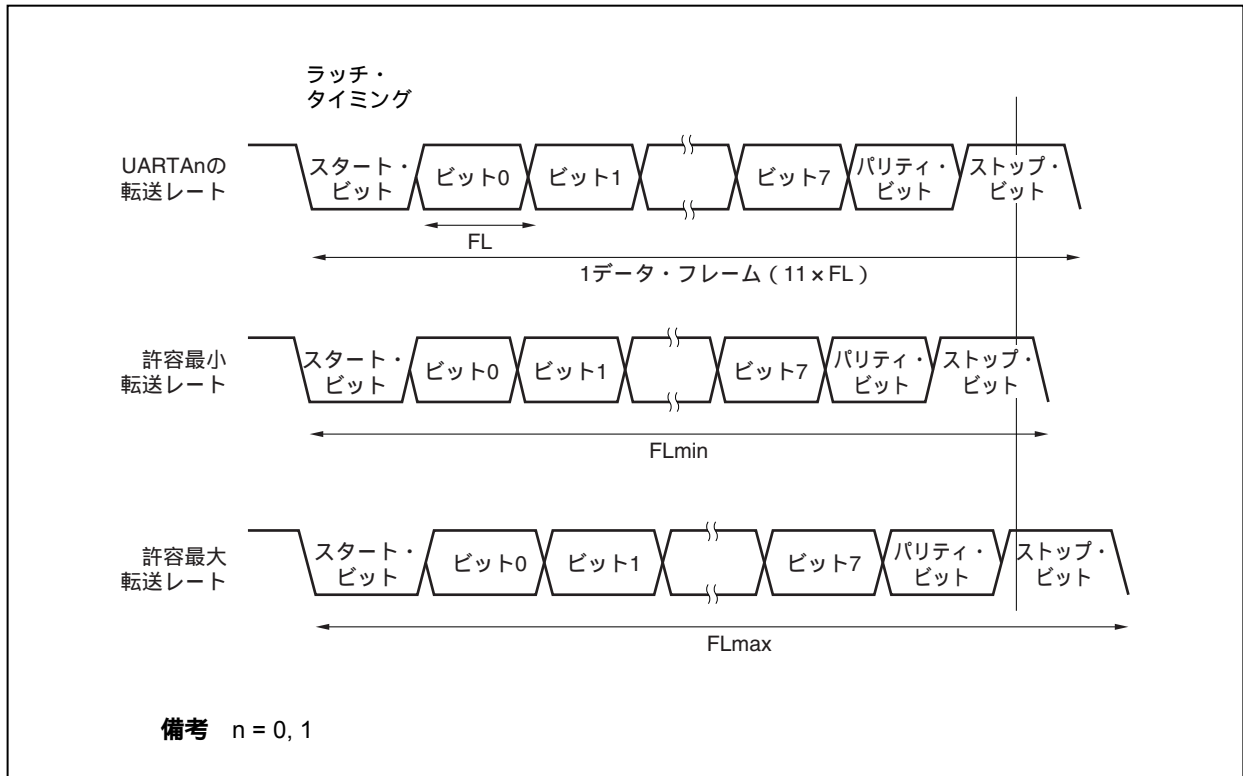 ラッチ・
タイミング
UARTAnの
転送レート
スタート・
ビット
ビット0
ビット1
ビット7
パリティ・
ビット
ストップ・
ビット
FL
1データ・フレーム（11×FL）
許容最小
転送レート
スタート・
ビット
ビット0
ビット1
ビット7
パリティ・
ビット
ストップ・
ビット
FLmin
許容最大
転送レート
スタート・
ビット
ビット0
ビット1
ビット7
パリティ・
ビット
ストップ・
ビット
FLmax
備考 n = 0, 1